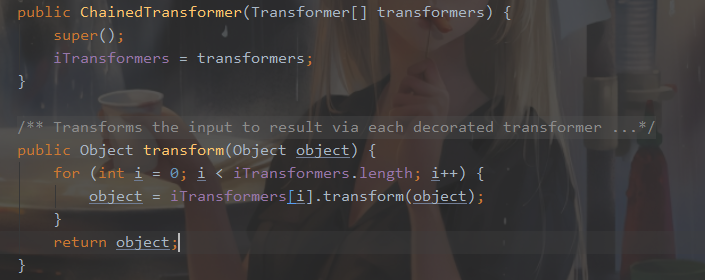 public ChainedTransformer(Transformer[] transformers) {
super();
iTransformers = transformers;
}
/** Transforms the input to result via each decorated transformer ...*/
public Object transform(Object object) {
for (int i = 0; i < iTransformers.length; i++) {
object = iTransformers[i].transform(object);
}
return object;
}